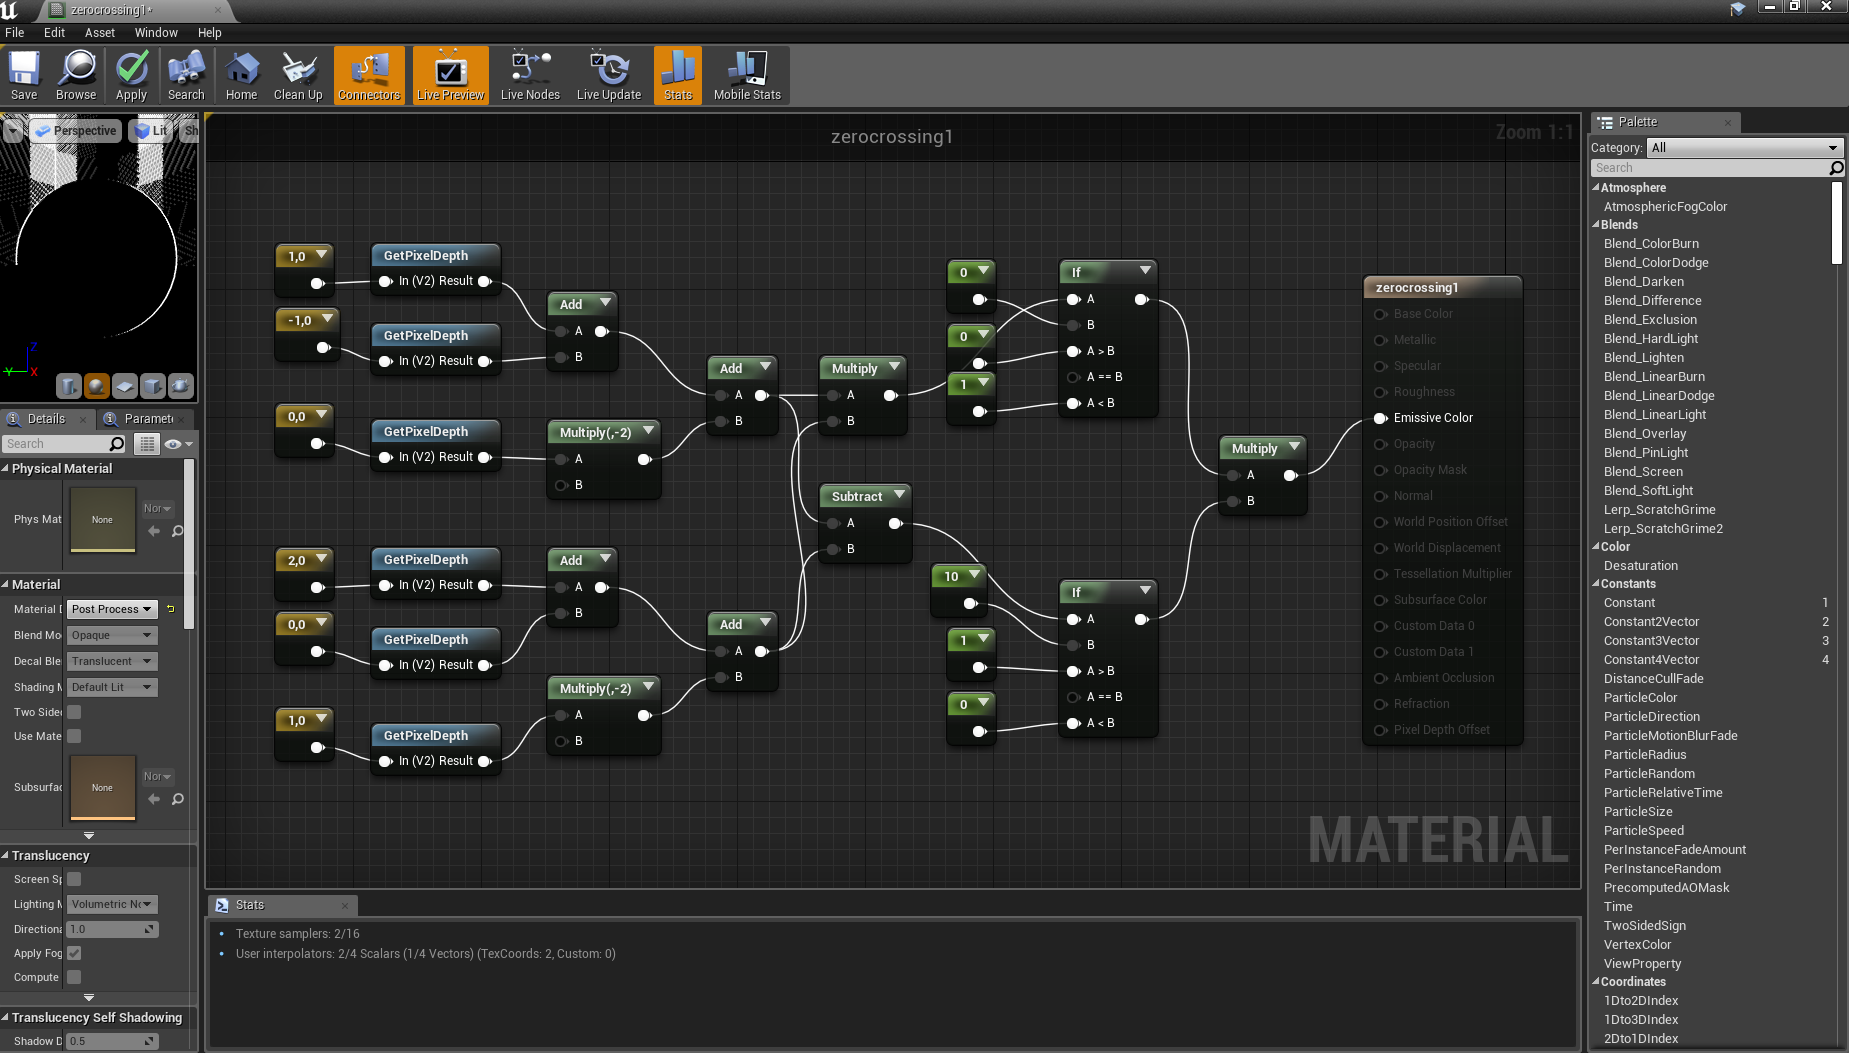 zerocrossing1*
File Edit Asset Window Help
Save Browse Apply Search Home Clean Up Connectors Live Preview Live Nodes Live Update Stats Mobile Stats
Perspective Lit Sh
Z
Y X
Details Paramet
Search
Physical Material
Phys Mat None Nor
Material
Material D Post Process
Blend Mo Opaque
Decal Ble Translucent
Shading M Default Lit
Two Sided
Use Mate
Subsurfac None Nor
Translucency
Screen Sp
Lighting M Volumetric No
Directiona 1.0
Apply Fog
Compute
Translucency Self Shadowing
Shadow D 0.5
zerocrossing1
Zoom 1:1
1,0
GetPixelDepth
In (V2) Result
-1,0
GetPixelDepth
In (V2) Result
Add
A
B
0,0
GetPixelDepth
In (V2) Result
Multiply(,-2)
A
B
Add
A
B
2,0
GetPixelDepth
In (V2) Result
0,0
GetPixelDepth
In (V2) Result
Add
A
B
1,0
GetPixelDepth
In (V2) Result
Multiply(,-2)
A
B
Add
A
B
Multiply
A
B
Subtract
A
B
0
0
1
If
A
B
A > B
A == B
A < B
10
1
0
If
A
B
A > B
A == B
A < B
Multiply
A
B
zerocrossing1
Base Color
Metallic
Specular
Roughness
Emissive Color
Opacity
Opacity Mask
Normal
World Position Offset
World Displacement
Tessellation Multiplier
Subsurface Color
Custom Data 0
Custom Data 1
Ambient Occlusion
Refraction
Pixel Depth Offset
MATERIAL
Stats
Texture samplers: 2/16
User interpolators: 2/4 Scalars (1/4 Vectors) (TexCoords: 2, Custom: 0)
Palette
Category: All
Search
Atmosphere
AtmosphericFogColor
Blends
Blend_ColorBurn
Blend_ColorDodge
Blend_Darken
Blend_Difference
Blend_Exclusion
Blend_HardLight
Blend_Lighten
Blend_LinearBurn
Blend_LinearDodge
Blend_LinearLight
Blend_Overlay
Blend_PinLight
Blend_Screen
Blend_SoftLight
Lerp_ScratchGrime
Lerp_ScratchGrime2
Color
Desaturation
Constants
Constant 1
Constant2Vector 2
Constant3Vector 3
Constant4Vector 4
DistanceCullFade
ParticleColor
ParticleDirection
ParticleMotionBlurFade
ParticleRadius
ParticleRandom
ParticleRelativeTime
ParticleSize
ParticleSpeed
PerInstanceFadeAmount
PerInstanceRandom
PrecomputedAOMask
Time
TwoSidedSign
VertexColor
ViewProperty
Coordinates
1Dto2DIndex
1Dto3DIndex
2Dto1DIndex